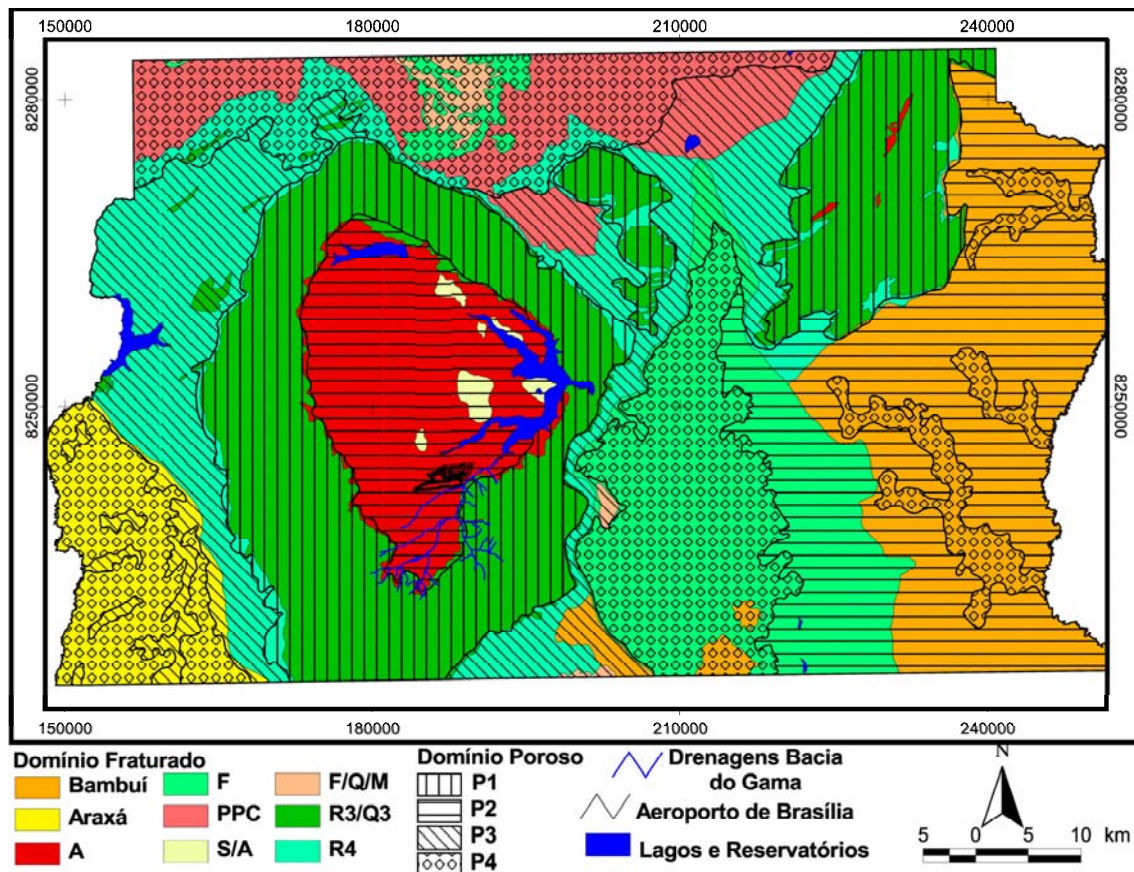 150000 180000 210000 240000
8280000 8280000
8250000 8250000
150000 180000 210000 240000
Domínio Fraturado
Bambuí
Araxá
A
F
PPC
S/A
F/Q/M
R3/Q3
R4
Domínio Poroso
P1
P2
P3
P4
Drenagens Bacia
do Gama
Aeroporto de Brasília
Lagos e Reservatórios
N
5 0 5 10 km